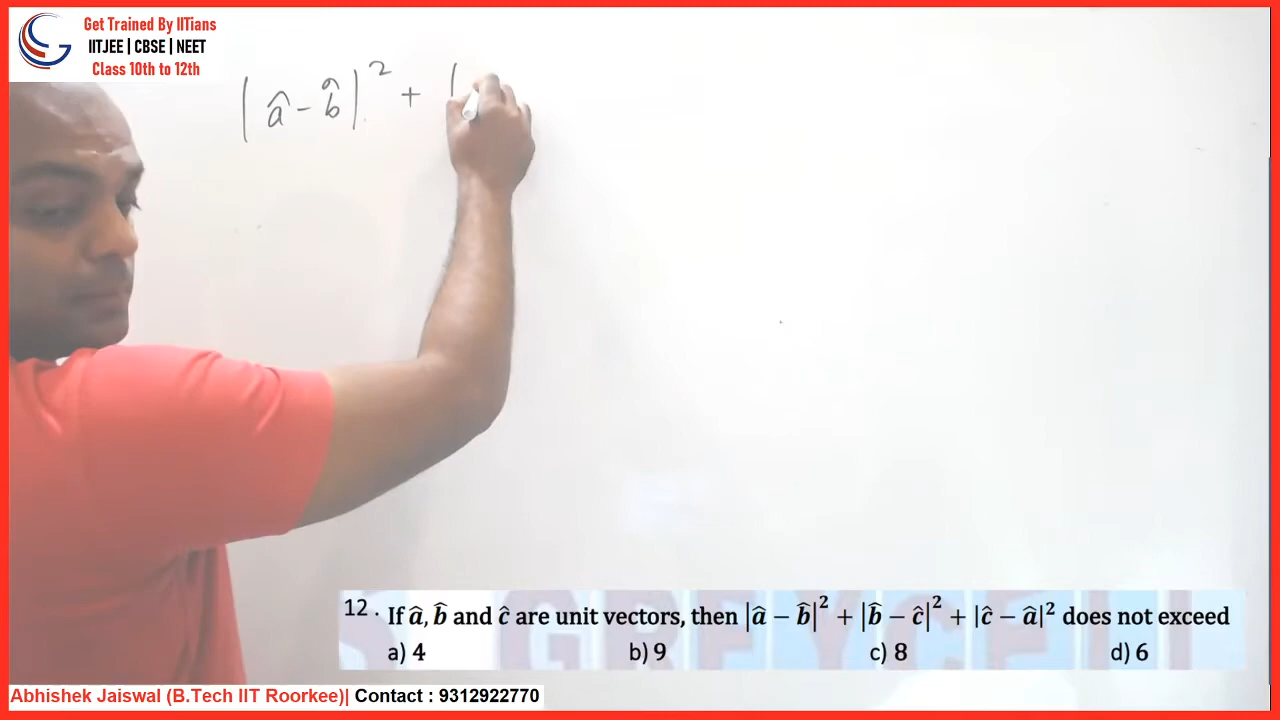 Get Trained By IITians
IITJEE | CBSE | NEET
Class 10th to 12th
|â - b̂|² + |
12 . If â, b̂ and ĉ are unit vectors, then |â − b̂|² + |b̂ − ĉ|² + |ĉ − â|² does not exceed
a) 4 b) 9 c) 8 d) 6
Abhishek Jaiswal (B.Tech IIT Roorkee)| Contact : 9312922770